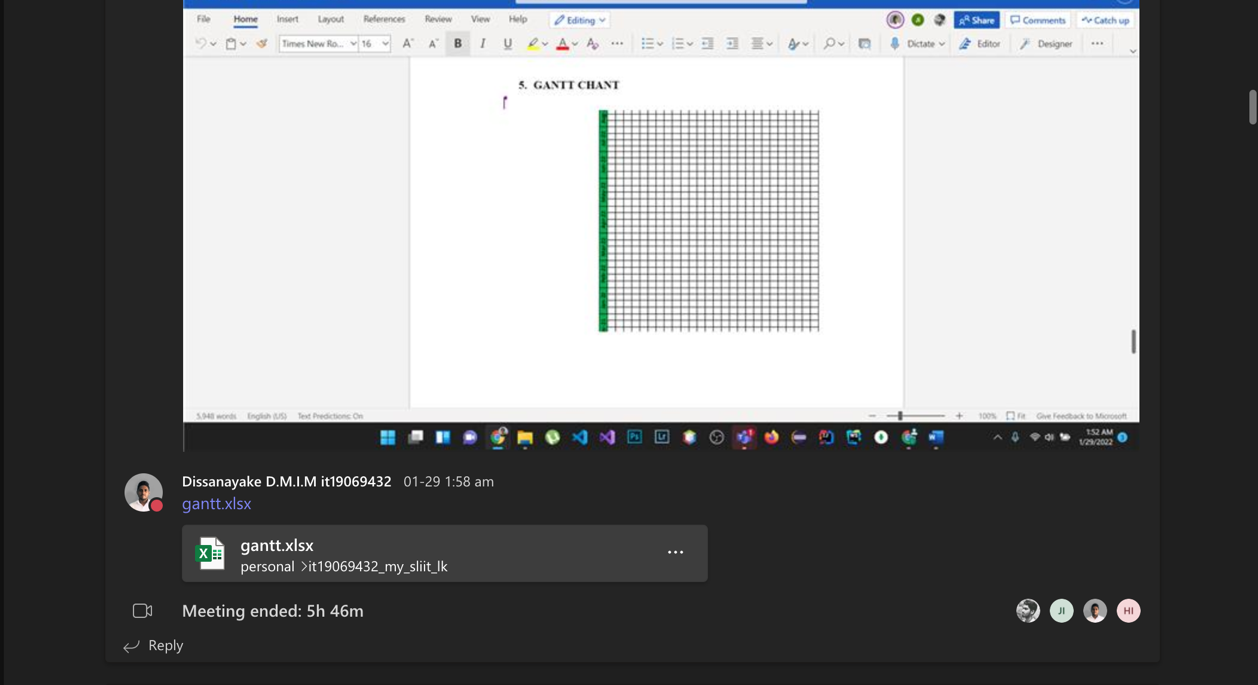 File Home Insert Layout References Review View Help Editing Share Comments Catch up
Times New Ro... 16 A A B I U A A ... Dictate Editor Designer ...
5. GANTT CHANT
5,948 words English (US) Text Predictions: On 100% Fit Give Feedback to Microsoft
Ps Lr
1:52 AM
1/29/2022
Dissanayake D.M.I.M it19069432 01-29 1:58 am
gantt.xlsx
gantt.xlsx
personal >it19069432_my_sliit_lk
Meeting ended: 5h 46m JI HI
Reply